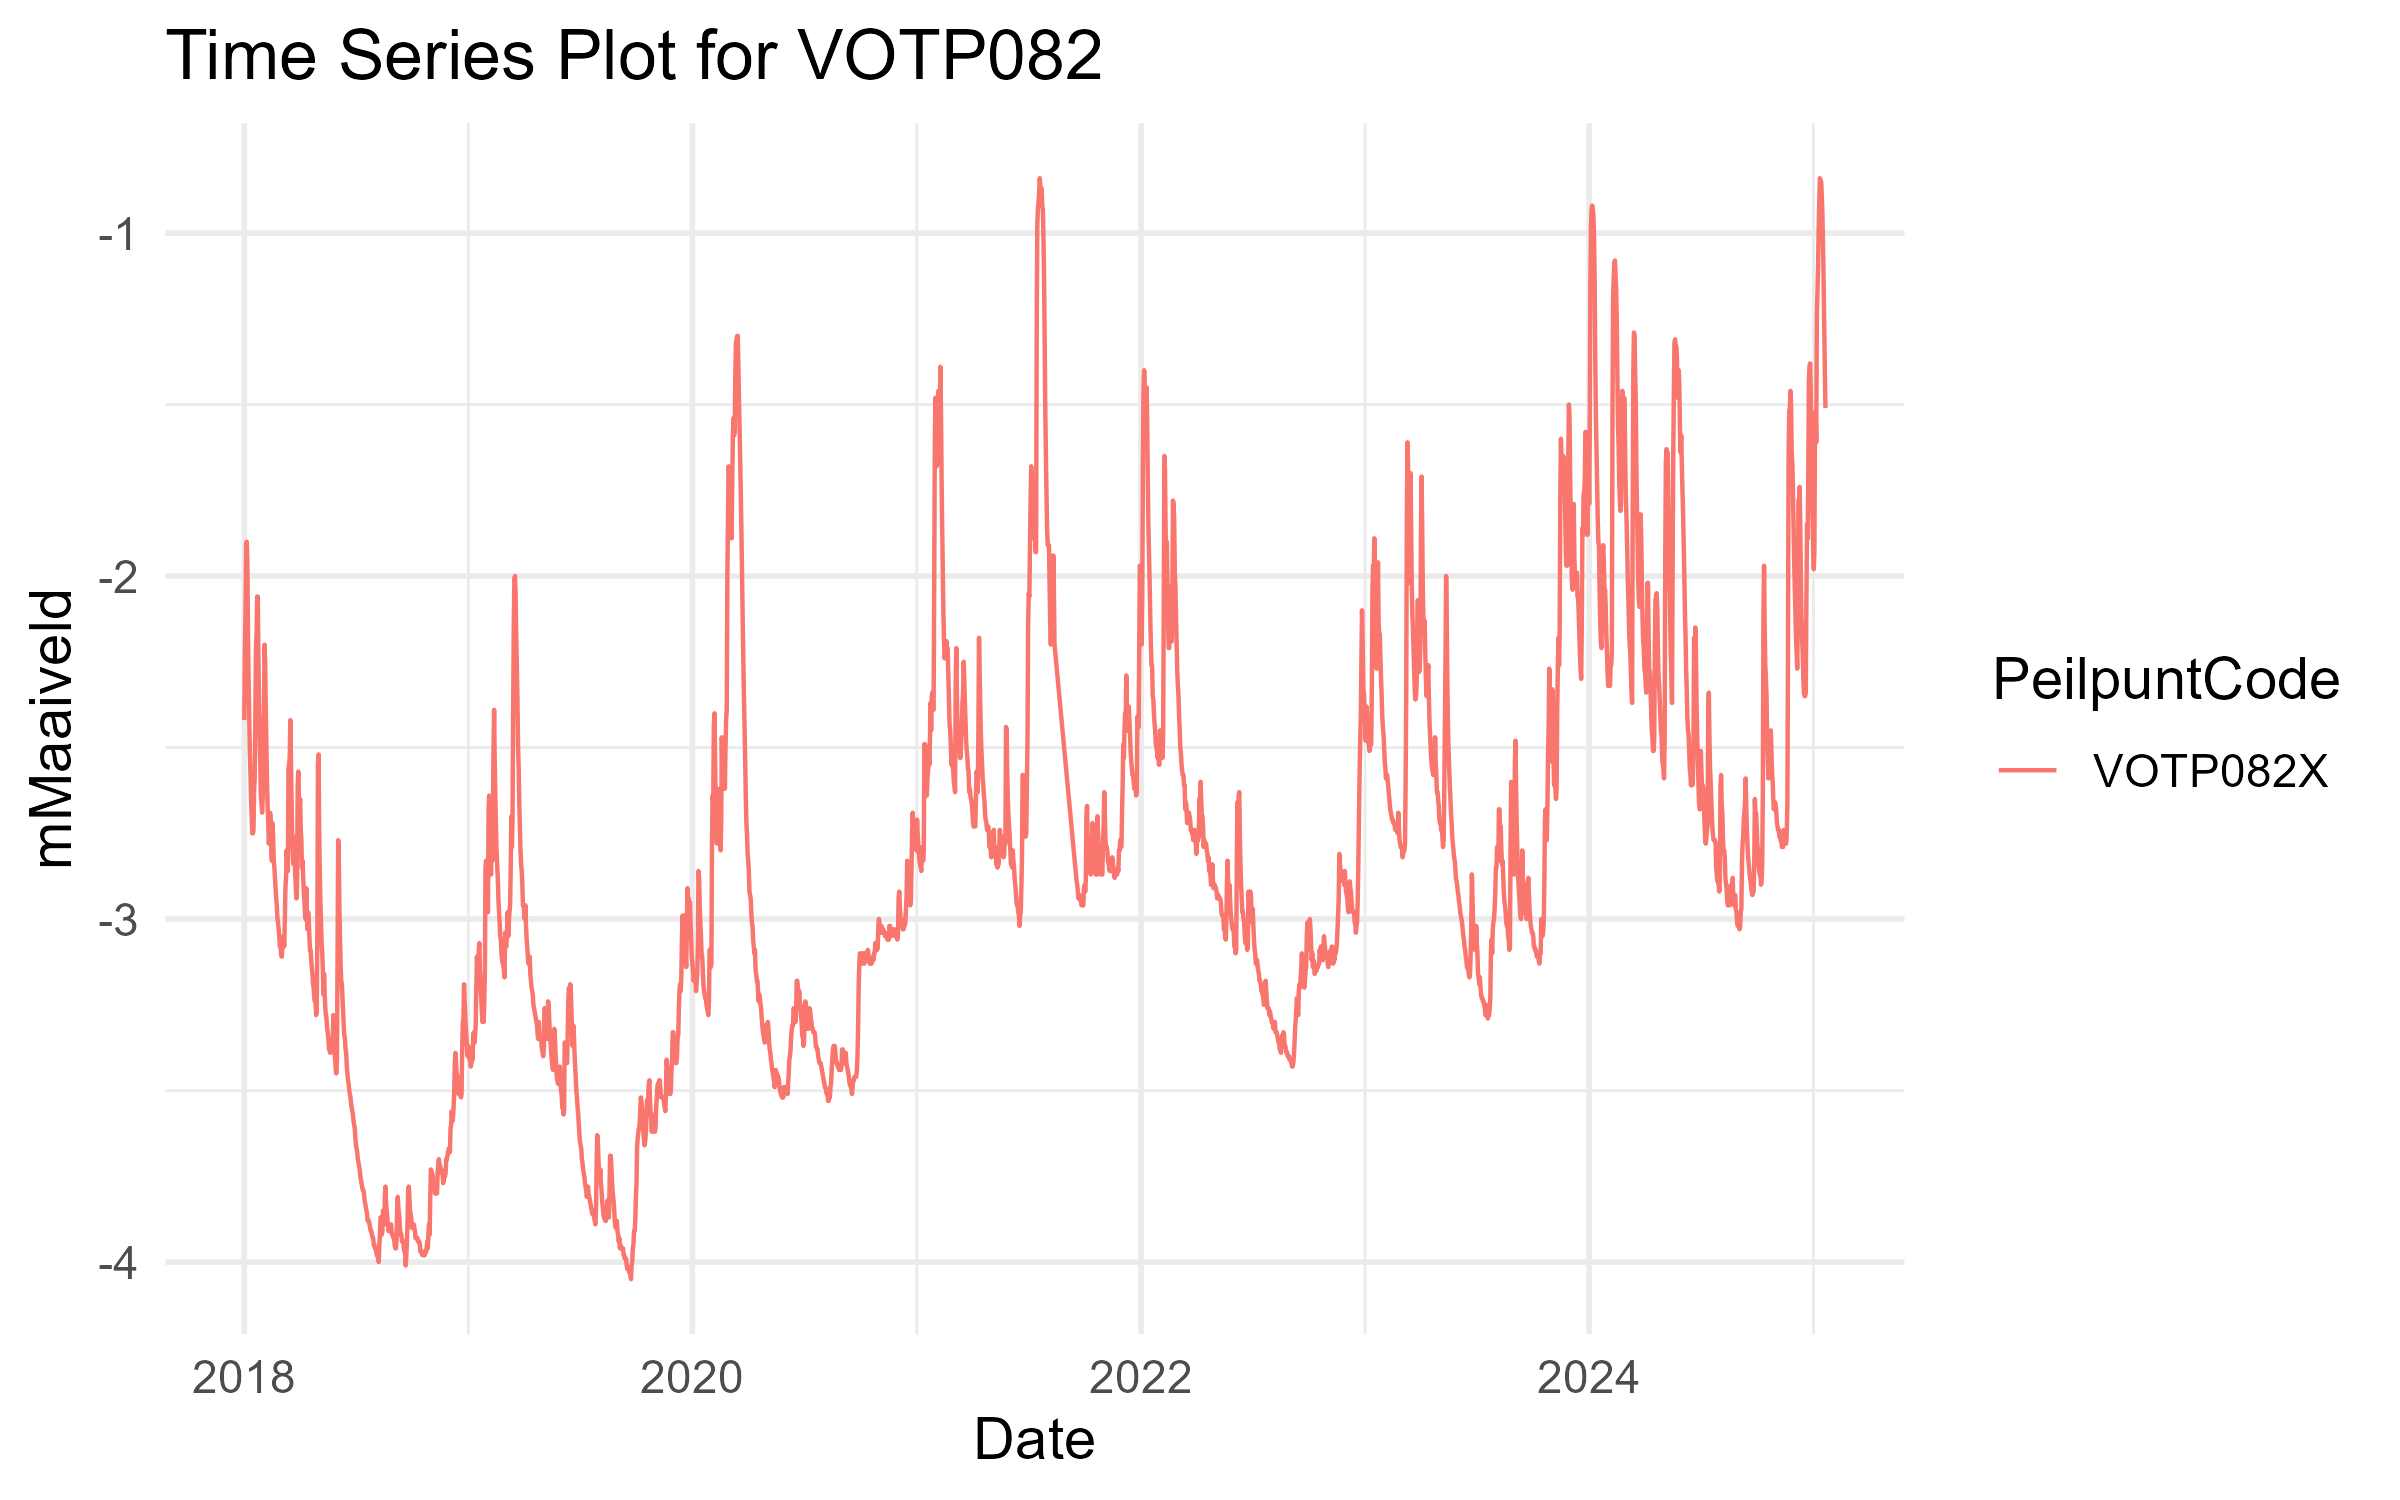 Time Series Plot for VOTP082
mMaaiveld
-1
-2
-3
-4
2018
2020
2022
2024
Date
PeilpuntCode
VOTP082X